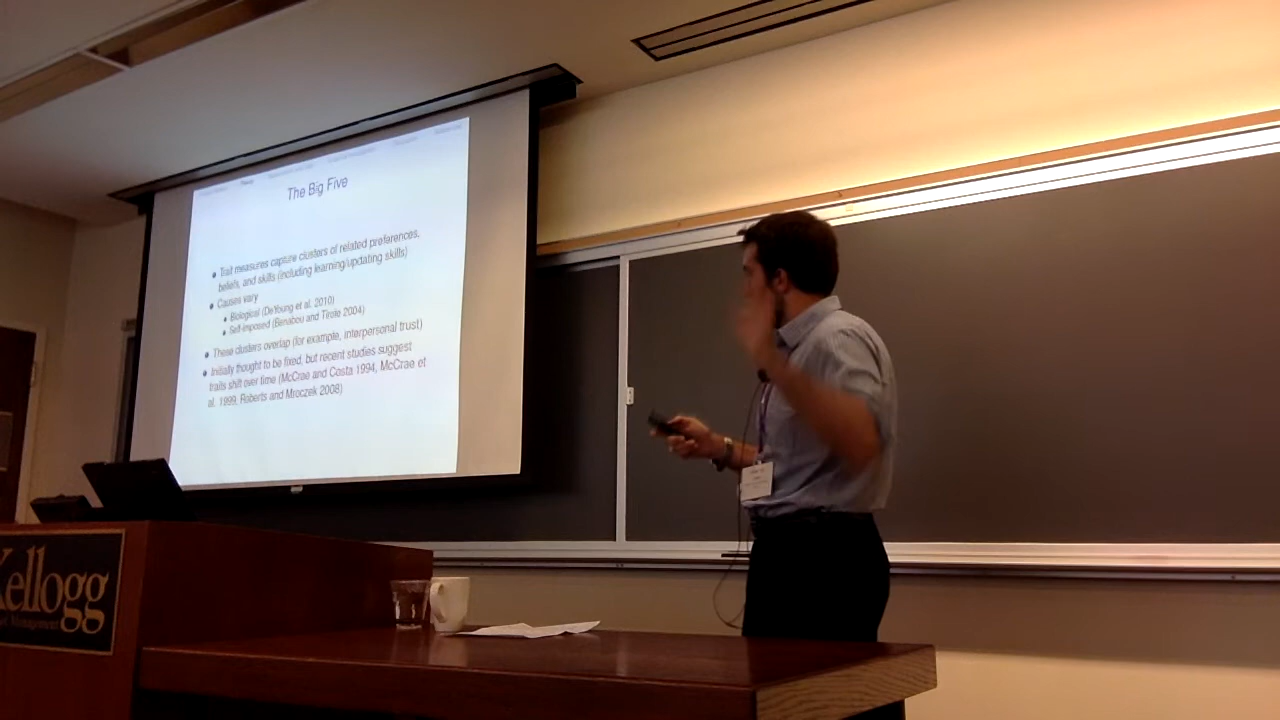 The Big Five
Trait measures capture clusters of related preferences,
beliefs, and skills (including learning/updating skills)
Causes vary
Biological (DeYoung et al. 2010)
Self-imposed (Benabou and Tirole 2004)
These clusters overlap (for example, interpersonal trust)
Initially thought to be fixed, but recent studies suggest
traits shift over time (McCrae and Costa 1994, McCrae et
al. 1999, Roberts and Mroczek 2008)
Kellogg
Management